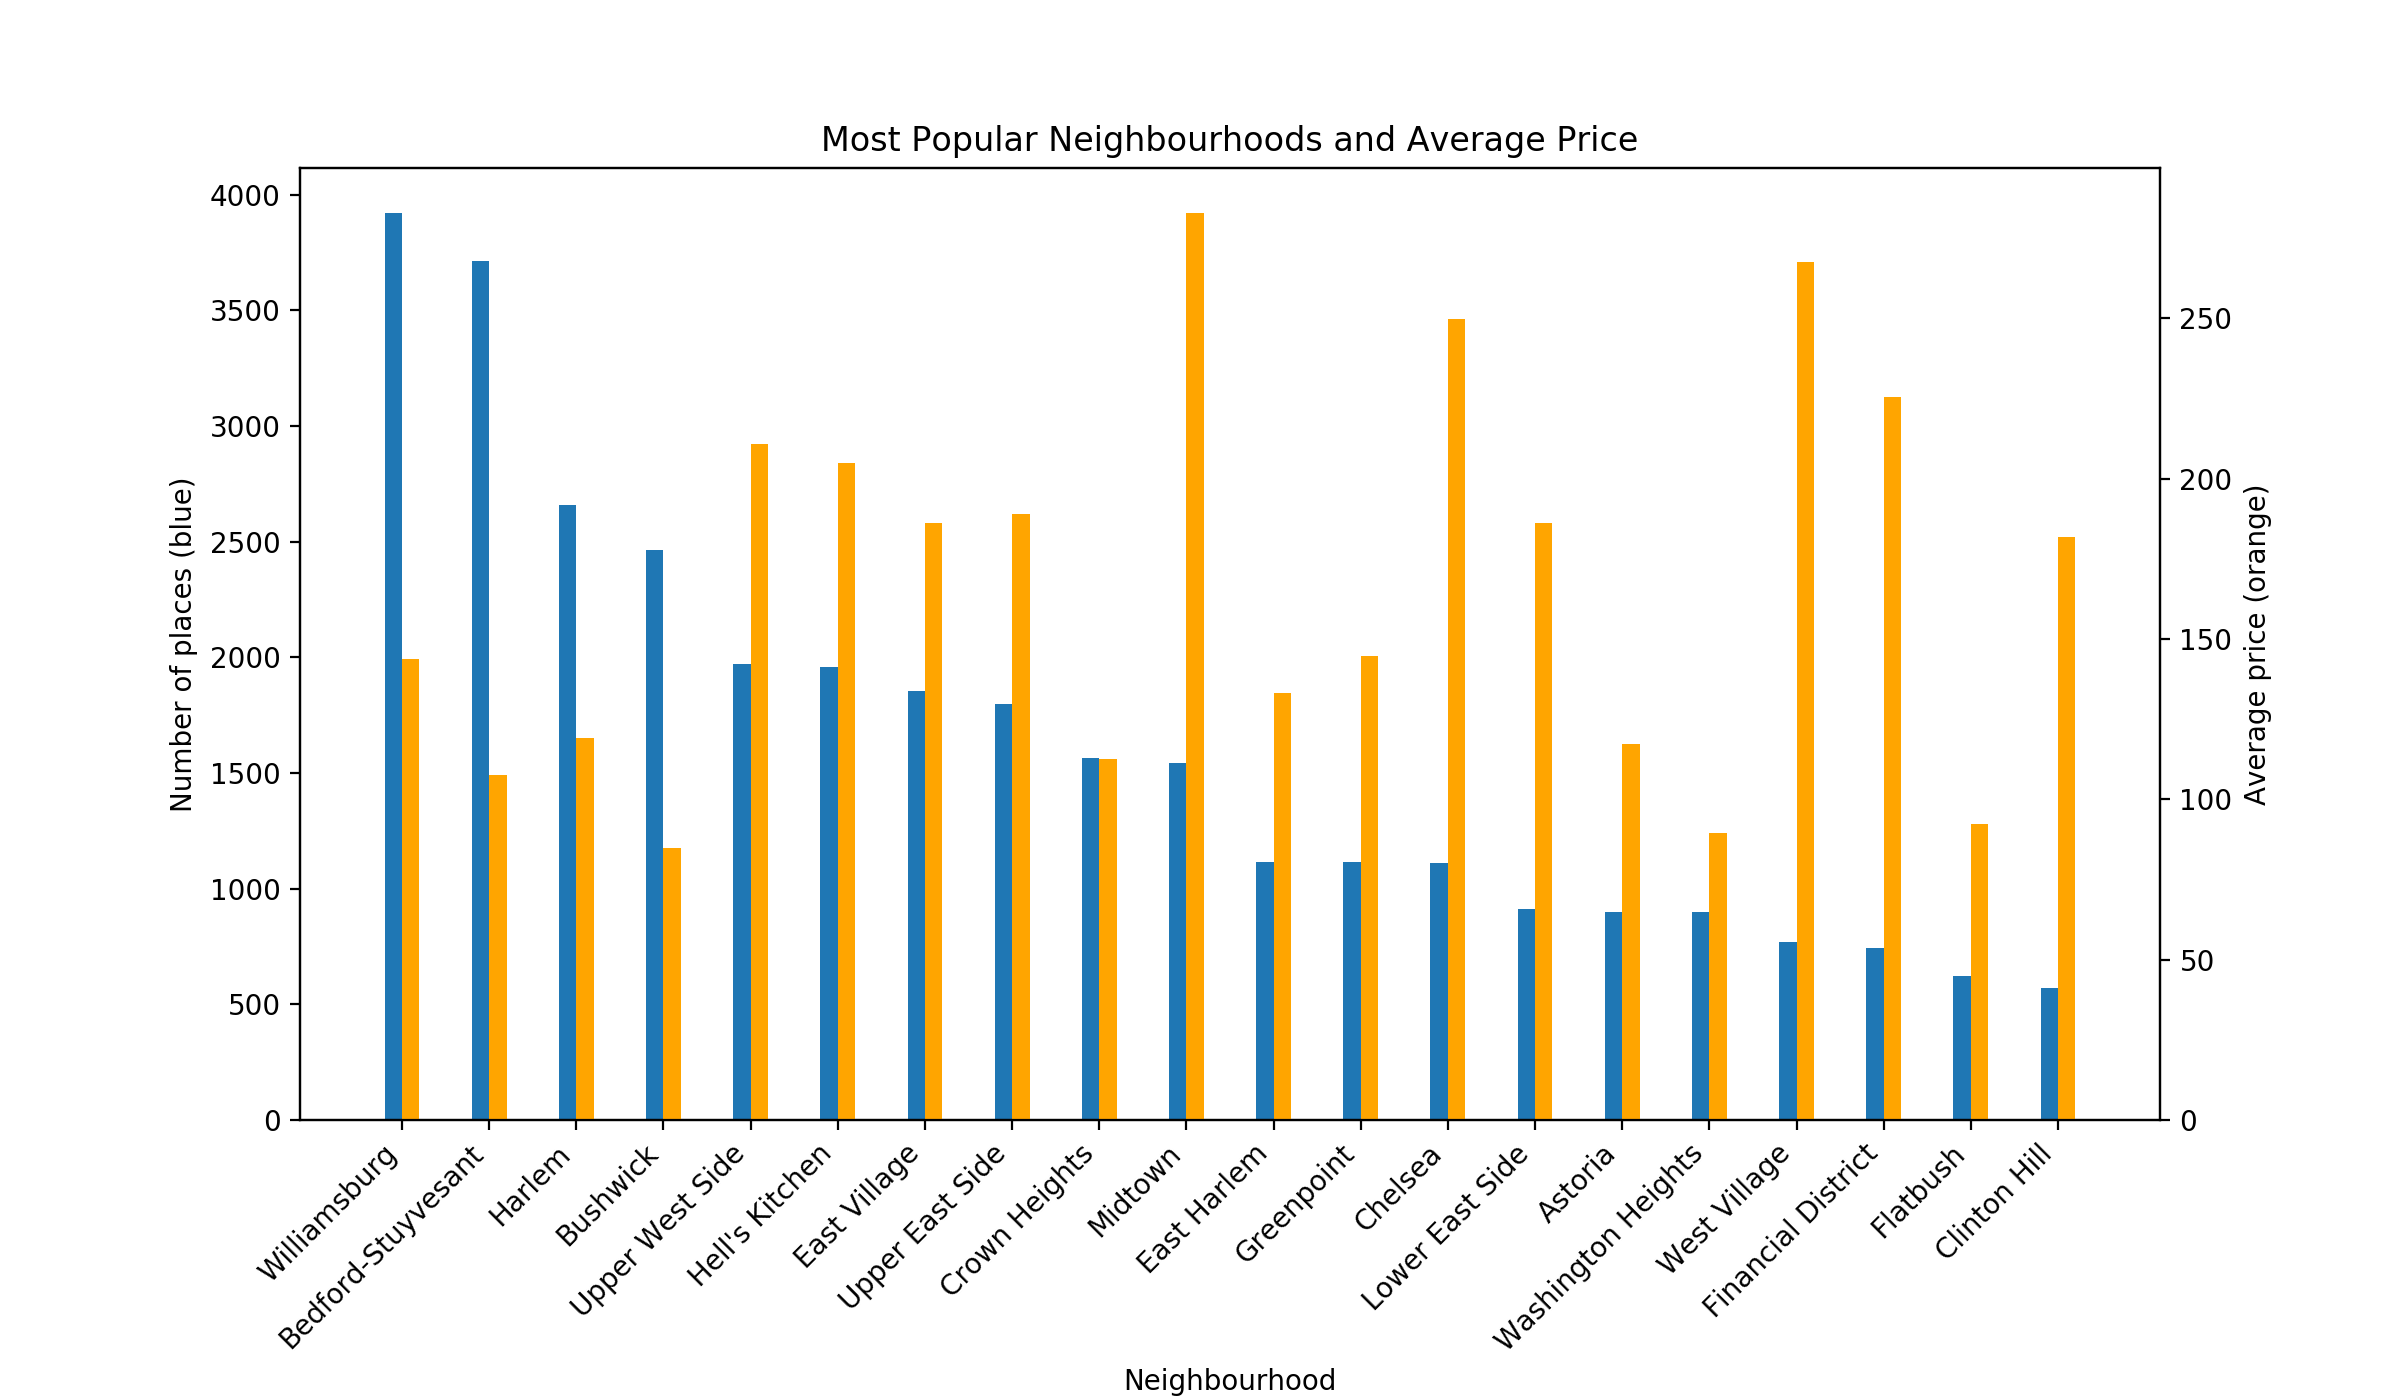 Most Popular Neighbourhoods and Average Price
4000
3500
3000
2500
2000
1500
1000
500
0
Number of places (blue)
250
200
150
100
50
0
Average price (orange)
Williamsburg
Bedford-Stuyvesant
Harlem
Bushwick
Upper West Side
Hell's Kitchen
East Village
Upper East Side
Crown Heights
Midtown
East Harlem
Greenpoint
Chelsea
Lower East Side
Astoria
Washington Heights
West Village
Financial District
Flatbush
Clinton Hill
Neighbourhood